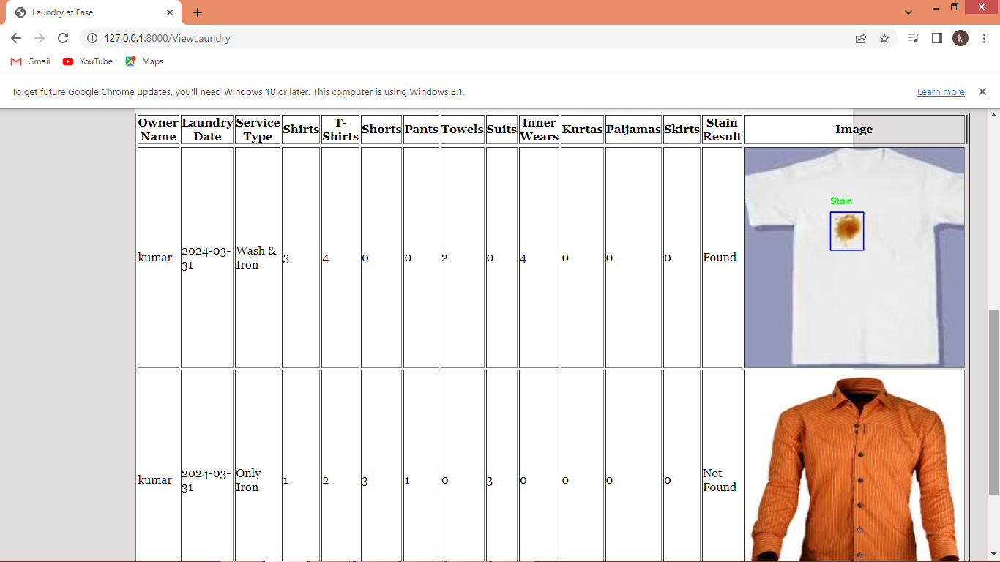 Laundry at Ease
127.0.0.1:8000/ViewLaundry
k
Gmail YouTube Maps
To get future Google Chrome updates, you'll need Windows 10 or later. This computer is using Windows 8.1. Learn more
Owner Name Laundry Date Service Type Shirts T-Shirts Shorts Pants Towels Suits Inner Wears Kurtas Paijamas Skirts Stain Result Image
kumar 2024-03-31 Wash & Iron 3 4 0 0 2 0 4 0 0 0 Found
Stain
kumar 2024-03-31 Only Iron 1 2 3 1 0 3 0 0 0 0 Not Found